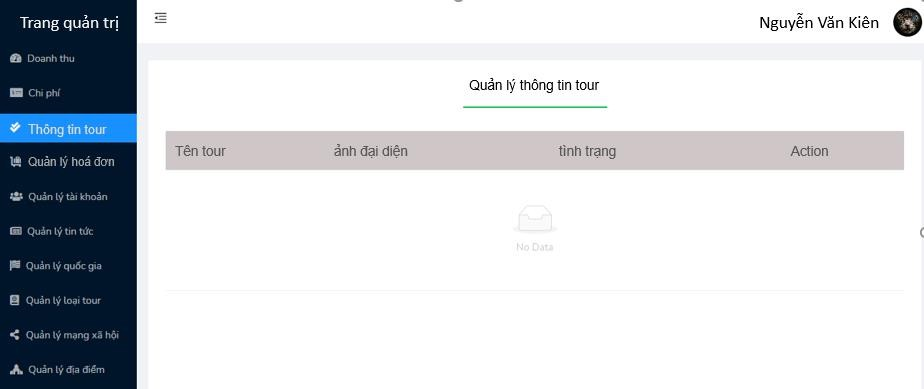 Trang quản trị
Nguyễn Văn Kiên
Doanh thu
Chi phí
Thông tin tour
Quản lý hoá đơn
Quản lý tài khoản
Quản lý tin tức
Quản lý quốc gia
Quản lý loại tour
Quản lý mạng xã hội
Quản lý địa điểm
Quản lý thông tin tour
Tên tour ảnh đại diện tình trạng Action
No Data